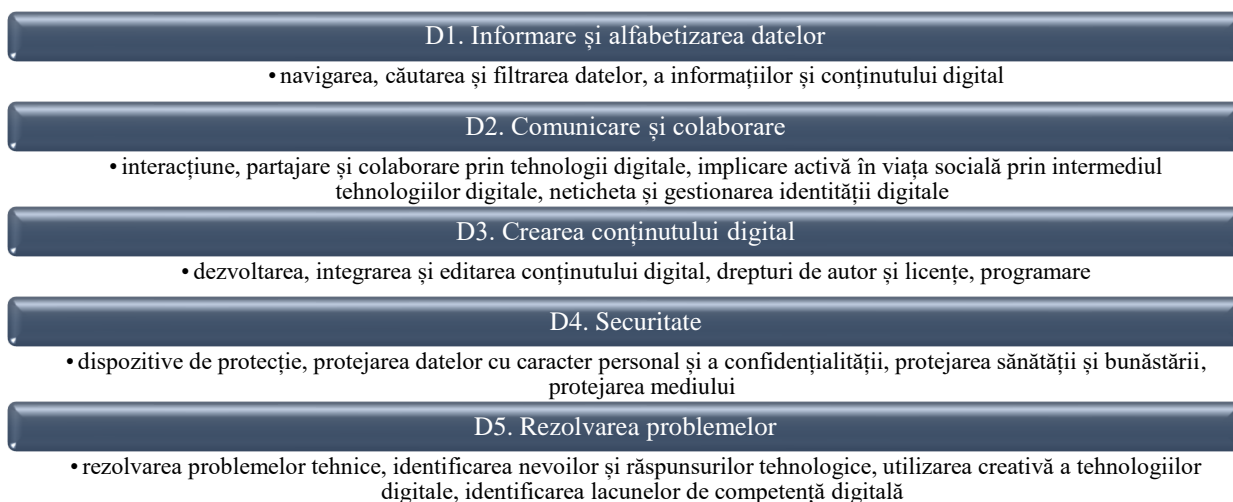 D1. Informare și alfabetizarea datelor
• navigarea, căutarea și filtrarea datelor, a informațiilor și conținutului digital
D2. Comunicare și colaborare
• interacțiune, partajare și colaborare prin tehnologii digitale, implicare activă în viața socială prin intermediul
tehnologiilor digitale, neticheta și gestionarea identității digitale
D3. Crearea conținutului digital
• dezvoltarea, integrarea și editarea conținutului digital, drepturi de autor și licențe, programare
D4. Securitate
• dispozitive de protecție, protejarea datelor cu caracter personal și a confidențialității, protejarea sănătății și bunăstării,
protejarea mediului
D5. Rezolvarea problemelor
• rezolvarea problemelor tehnice, identificarea nevoilor și răspunsurilor tehnologice, utilizarea creativă a tehnologiilor
digitale, identificarea lacunelor de competență digitală